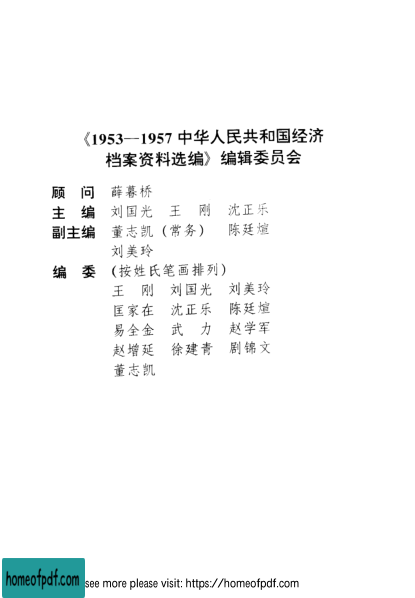 《1953--1957 中华人民共和国经济
档案资料选编》编辑委员会
顾 问 薛暮桥
主 编 刘国光 王 刚 沈正乐
副主编 董志凯(常务) 陈廷煊
刘美玲
编 委 (按姓氏笔画排列)
王 刚 刘国光 刘美玲
匡家在 沈正乐 陈廷煊
易全金 武 力 赵学军
赵增延 徐建青 剧锦文
董志凯
homeofpdf.com
see more please visit: https://homeofpdf.com